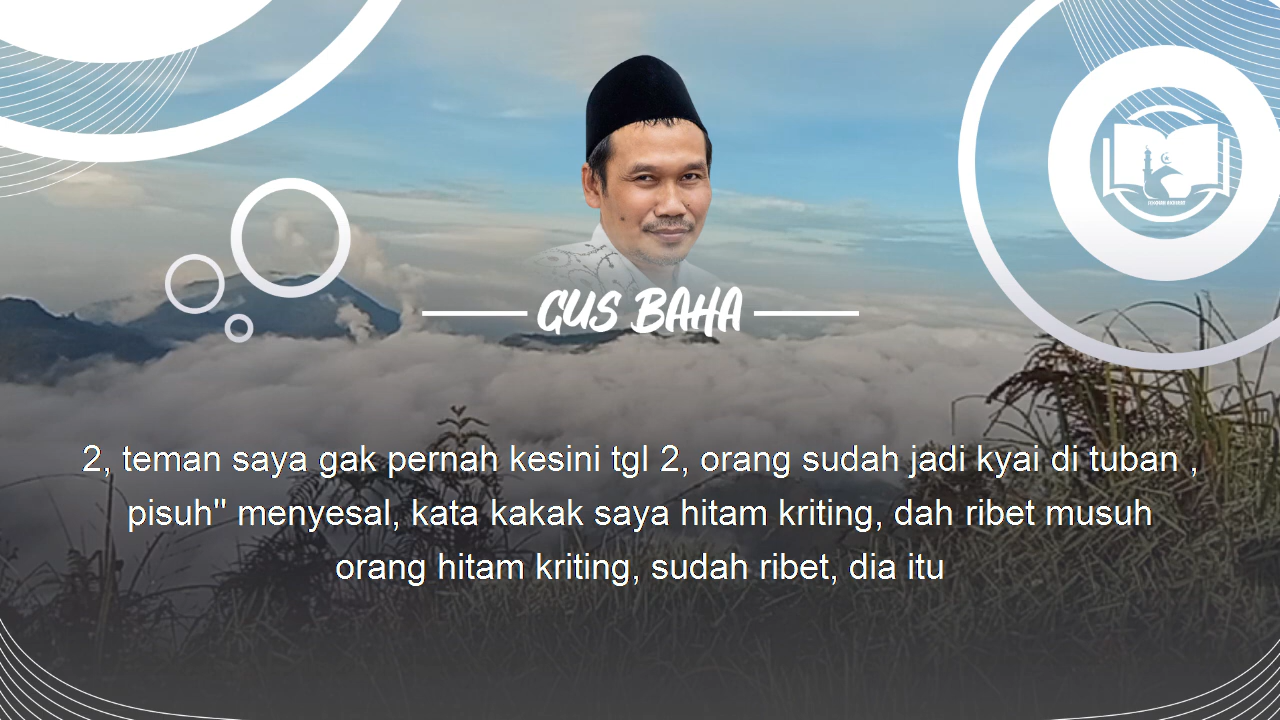 GUS BAHA
2, teman saya gak pernah kesini tgl 2, orang sudah jadi kyai di tuban ,
pisuh" menyesal, kata kakak saya hitam kriting, dah ribet musuh
orang hitam kriting, sudah ribet, dia itu